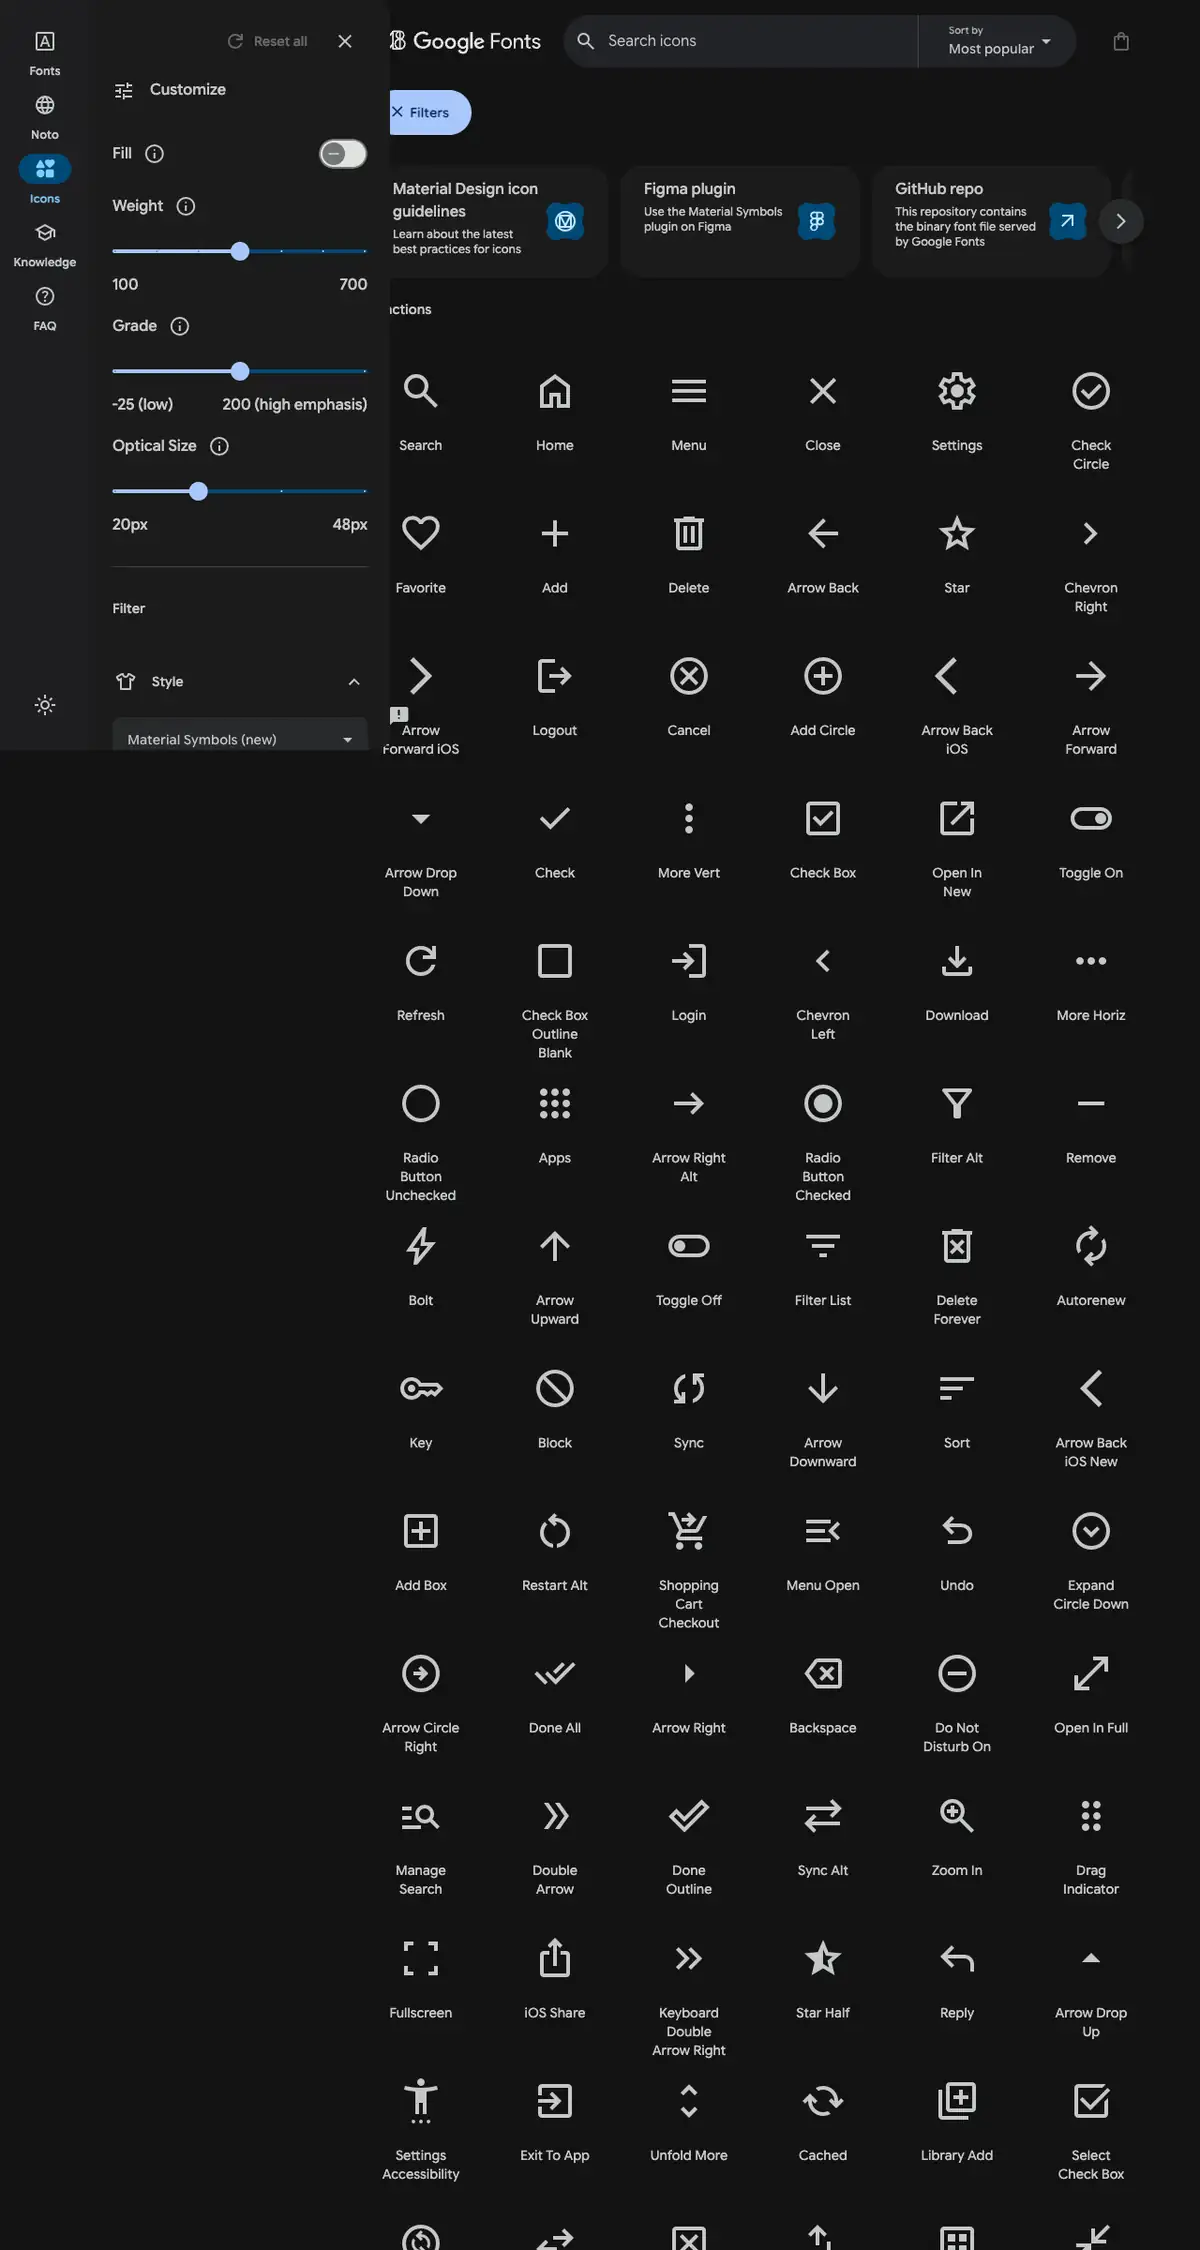 Fonts
Noto
Icons
Knowledge
FAQ
Reset all
Customize
Fill
Weight
100
700
Grade
-25 (low)
200 (high emphasis)
Optical Size
20px
48px
Filter
Style
Material Symbols (new)
Google Fonts
Search icons
Sort by
Most popular
Filters
Material Design icon
guidelines
Learn about the latest
best practices for icons
Figma plugin
Use the Material Symbols
plugin on Figma
GitHub repo
This repository contains
the binary font file served
by Google Fonts
ctions
Search
Home
Menu
Close
Settings
Check
Circle
Favorite
Add
Delete
Arrow Back
Star
Chevron
Right
Arrow
Forward iOS
Logout
Cancel
Add Circle
Arrow Back
iOS
Arrow
Forward
Arrow Drop
Down
Check
More Vert
Check Box
Open In
New
Toggle On
Refresh
Check Box
Outline
Blank
Login
Chevron
Left
Download
More Horiz
Radio
Button
Unchecked
Apps
Arrow Right
Alt
Radio
Button
Checked
Filter Alt
Remove
Bolt
Arrow
Upward
Toggle Off
Filter List
Delete
Forever
Autorenew
Key
Block
Sync
Arrow
Downward
Sort
Arrow Back
iOS New
Add Box
Restart Alt
Shopping
Cart
Checkout
Menu Open
Undo
Expand
Circle Down
Arrow Circle
Right
Done All
Arrow Right
Backspace
Do Not
Disturb On
Open In Full
Manage
Search
Double
Arrow
Done
Outline
Sync Alt
Zoom In
Drag
Indicator
Fullscreen
iOS Share
Keyboard
Double
Arrow Right
Star Half
Reply
Arrow Drop
Up
Settings
Accessibility
Exit To App
Unfold More
Cached
Library Add
Select
Check Box